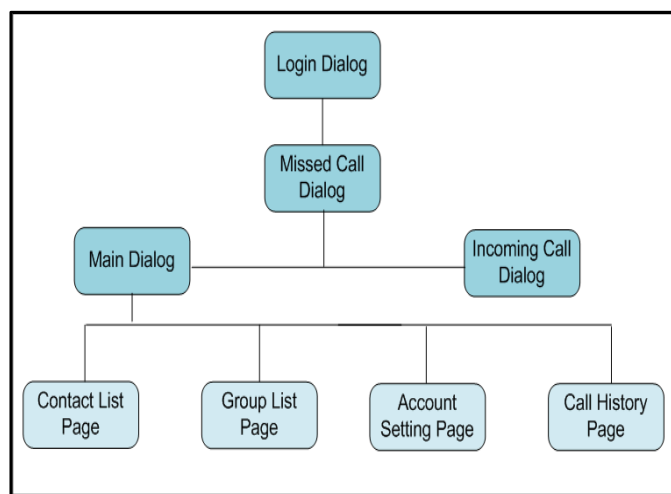 Login Dialog
Missed Call
Dialog
Main Dialog
Incoming Call
Dialog
Contact List
Page
Group List
Page
Account
Setting Page
Call History
Page